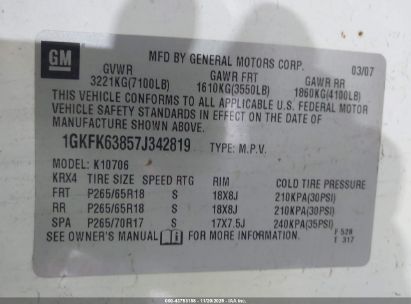 GM
MFD BY GENERAL MOTORS CORP.
03/07
GVWR GAWR FRT GAWR RR
3221KG(7100LB) 1610KG(3550LB) 1860KG(4100LB)
THIS VEHICLE CONFORMS TO ALL APPLICABLE U.S. FEDERAL MOTOR
VEHICLE SAFETY STANDARDS IN EFFECT ON THE DATE OF
MANUFACTURE SHOWN ABOVE.
1GKFK63857J342819 TYPE: M.P.V.
MODEL: K10706
KRX4 TIRE SIZE SPEED RTG RIM COLD TIRE PRESSURE
FRT P265/65R18 S 18X8J 210KPA(30PSI)
RR P265/65R18 S 18X8J 210KPA(30PSI)
SPA P265/70R17 S 17X7.5J 240KPA(35PSI)
SEE OWNER'S MANUAL FOR MORE INFORMATION.
F 528
1 317